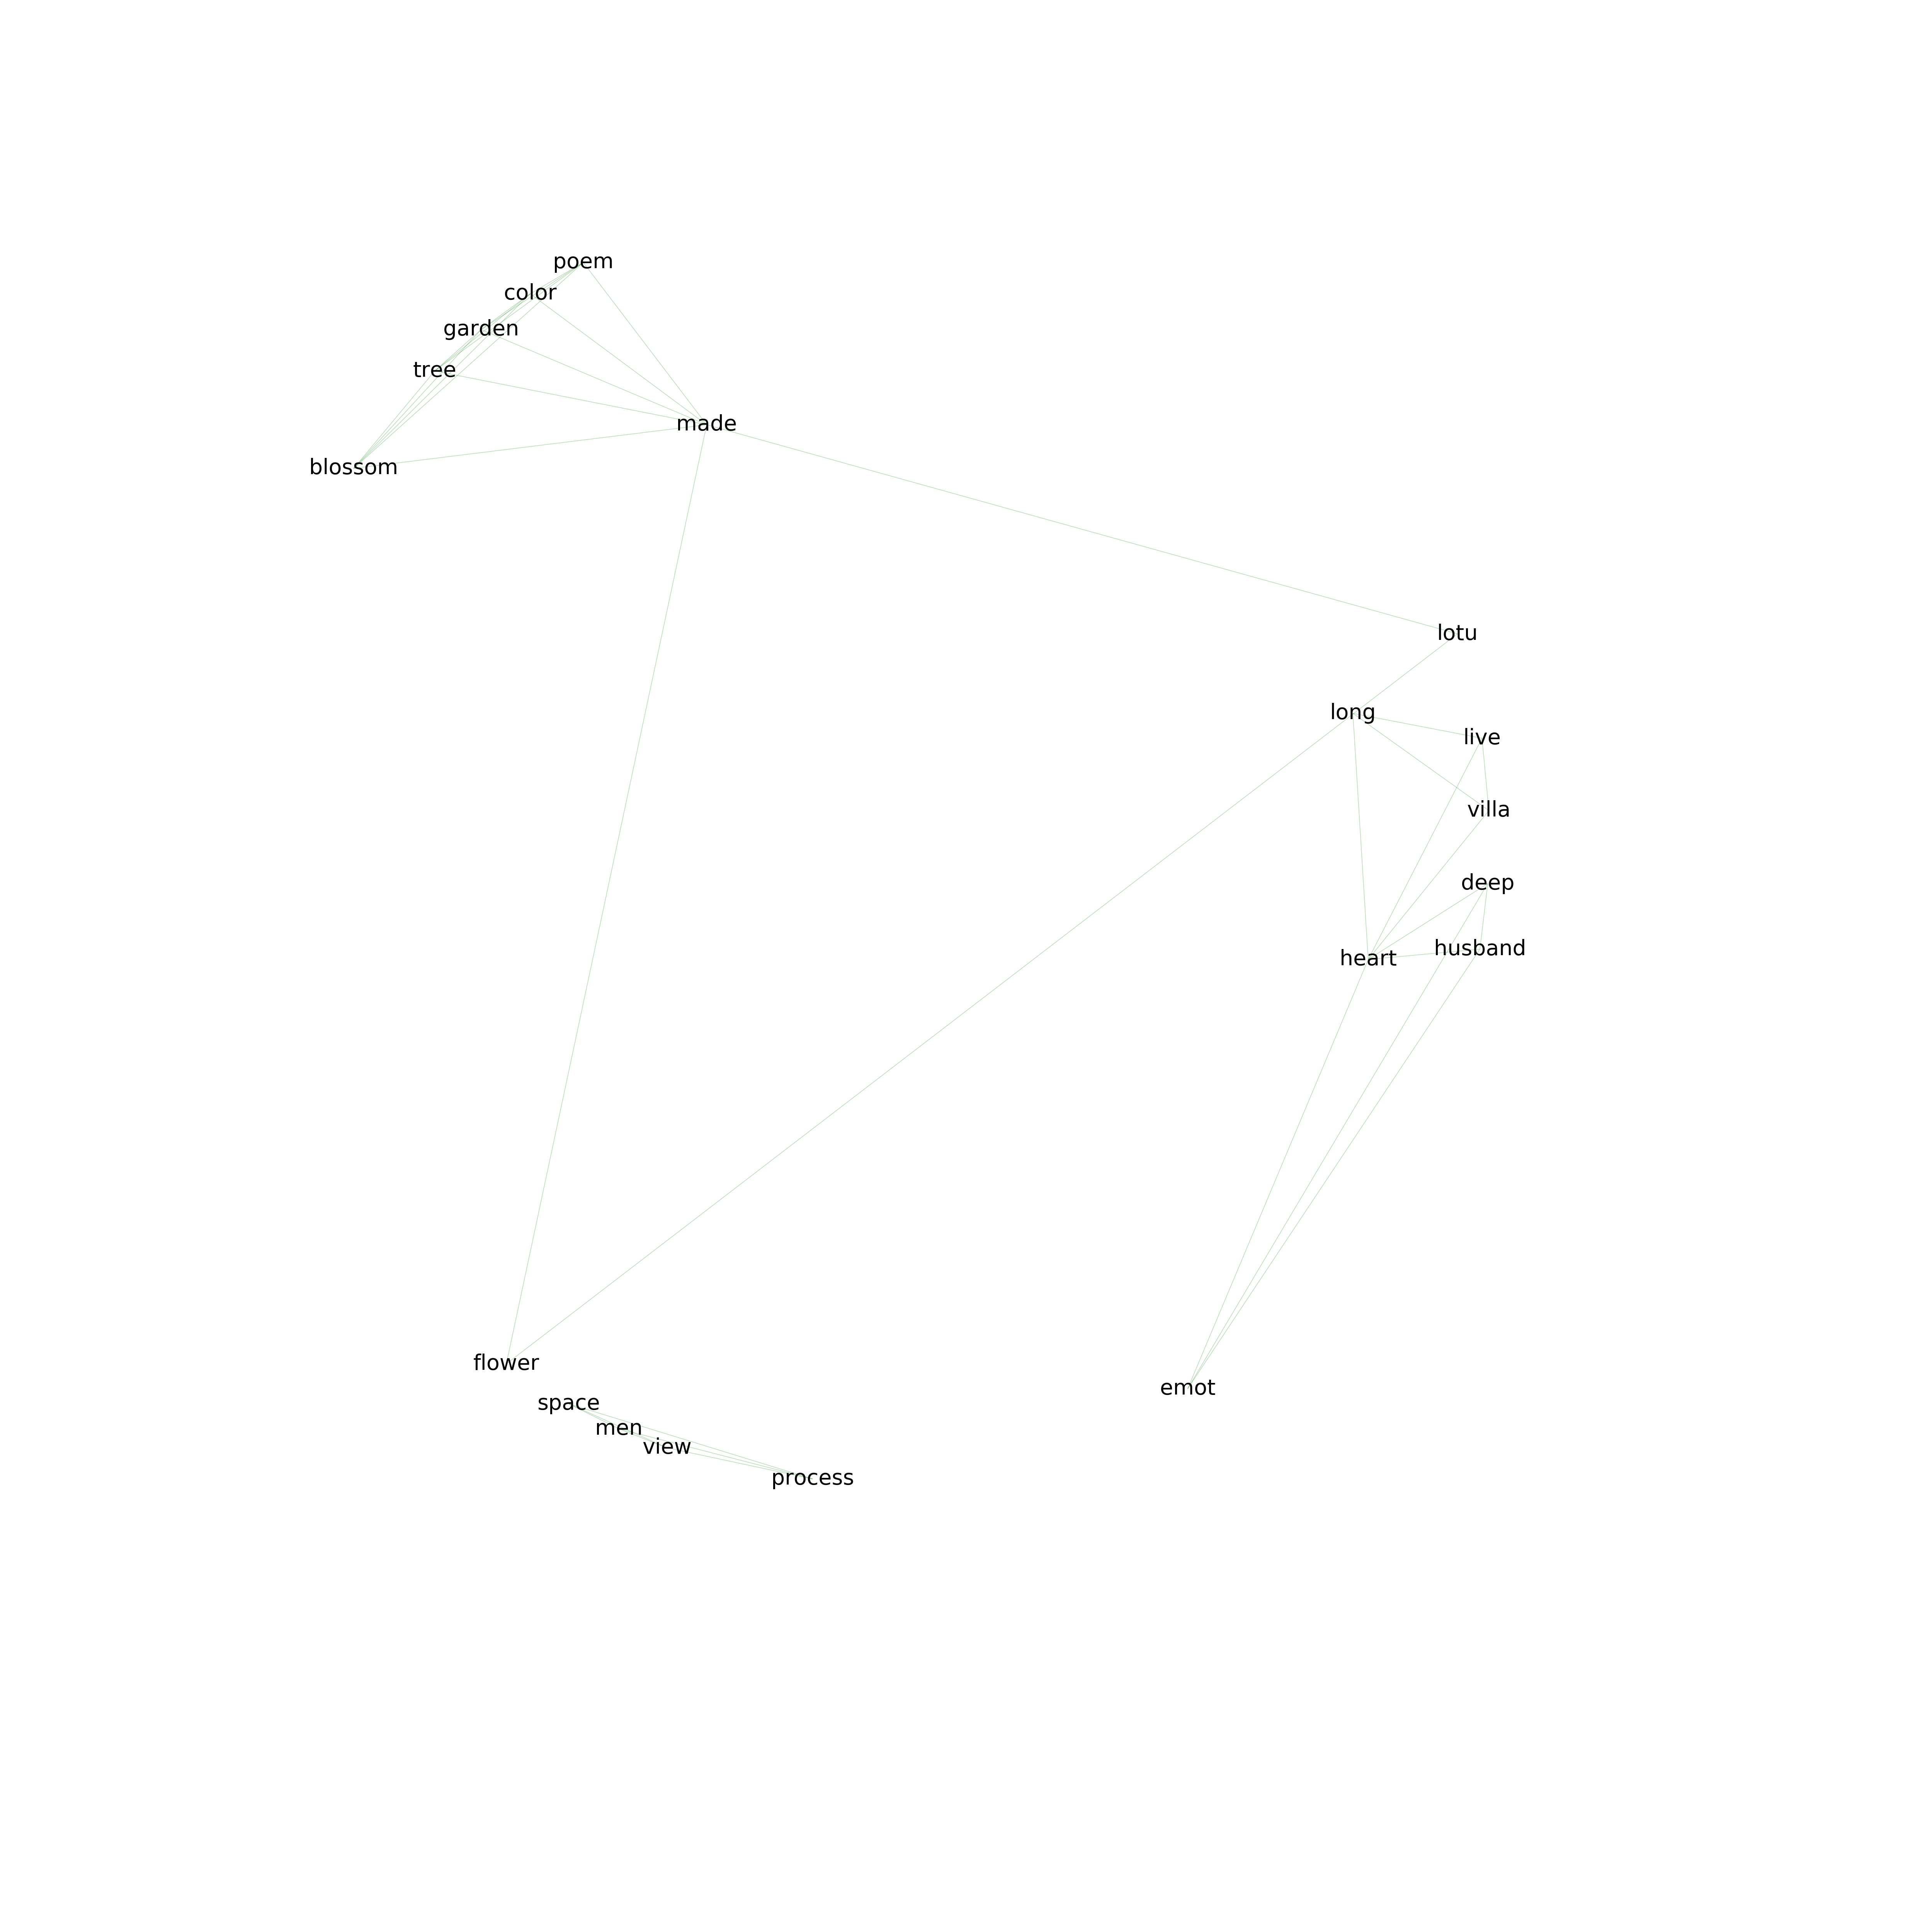 poem
color
garden
tree
made
blossom
lotu
long
live
villa
deep
husband
heart
flower
emot
space
men
view
process